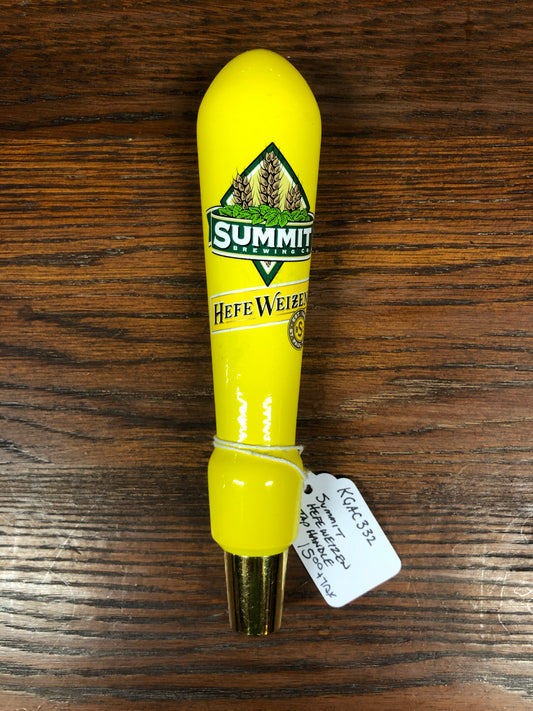 SUMMIT
BREWING CO.
HEFE WEIZEN
KGAC332
SUMMIT
HEFE WEIZEN
TAP HANDLE
1500 + TAX